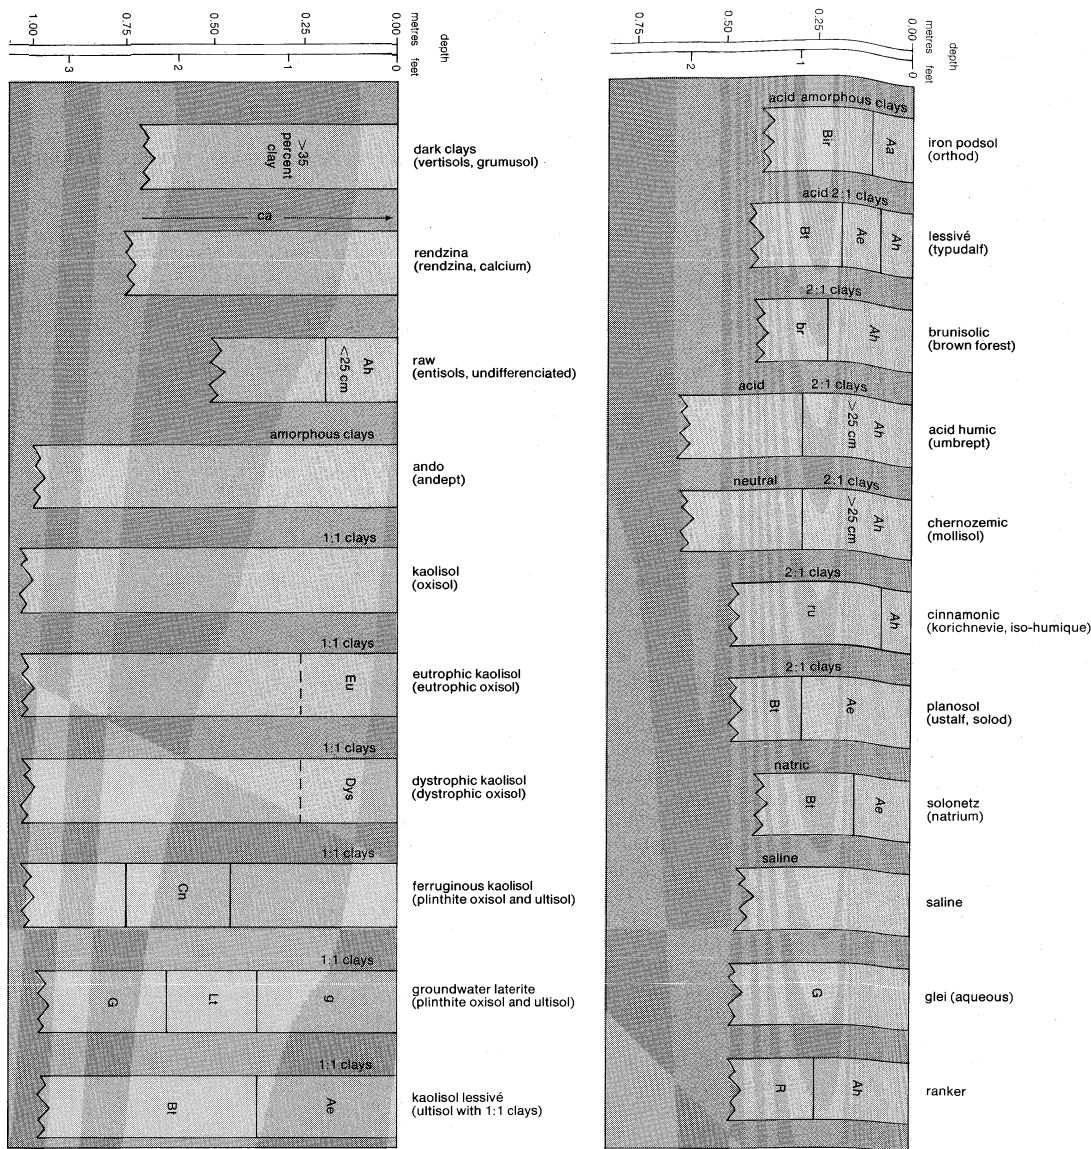 1.00
0.75
0.50
0.25
0.00
metres
depth
3
2
1
0
feet
dark clays
(vertisols, grumusol)
>35
percent
clay
ca
rendzina
(rendzina, calcium)
raw
(entisols, undifferenciated)
Ah
<25 cm
amorphous clays
ando
(andept)
1:1 clays
kaolisol
(oxisol)
1:1 clays
eutrophic kaolisol
(eutrophic oxisol)
Eu
1:1 clays
dystrophic kaolisol
(dystrophic oxisol)
Dys
1:1 clays
ferruginous kaolisol
(plinthite oxisol and ultisol)
Cn
1:1 clays
groundwater laterite
(plinthite oxisol and ultisol)
G
Lt
g
1:1 clays
kaolisol lessivé
(ultisol with 1:1 clays)
Bt
Ae
0.75
0.50
0.25
0.00
metres
depth
2
1
0
feet
acid amorphous clays
iron podsol
(orthod)
Bir
Aa
acid 2:1 clays
lessivé
(typudalf)
Bt
Ae
Ah
2:1 clays
brunisolic
(brown forest)
br
Ah
acid 2:1 clays
acid humic
(umbrept)
Ah
>25 cm
neutral 2:1 clays
chernozemic
(mollisol)
Ah
>25 cm
2:1 clays
cinnamonic
(korichnevie, iso-humique)
ru
Ah
2:1 clays
planosol
(ustalf, solod)
Bt
Ae
natric
solonetz
(natrium)
Bt
Ae
saline
saline
glei (aqueous)
G
ranker
R
Ah